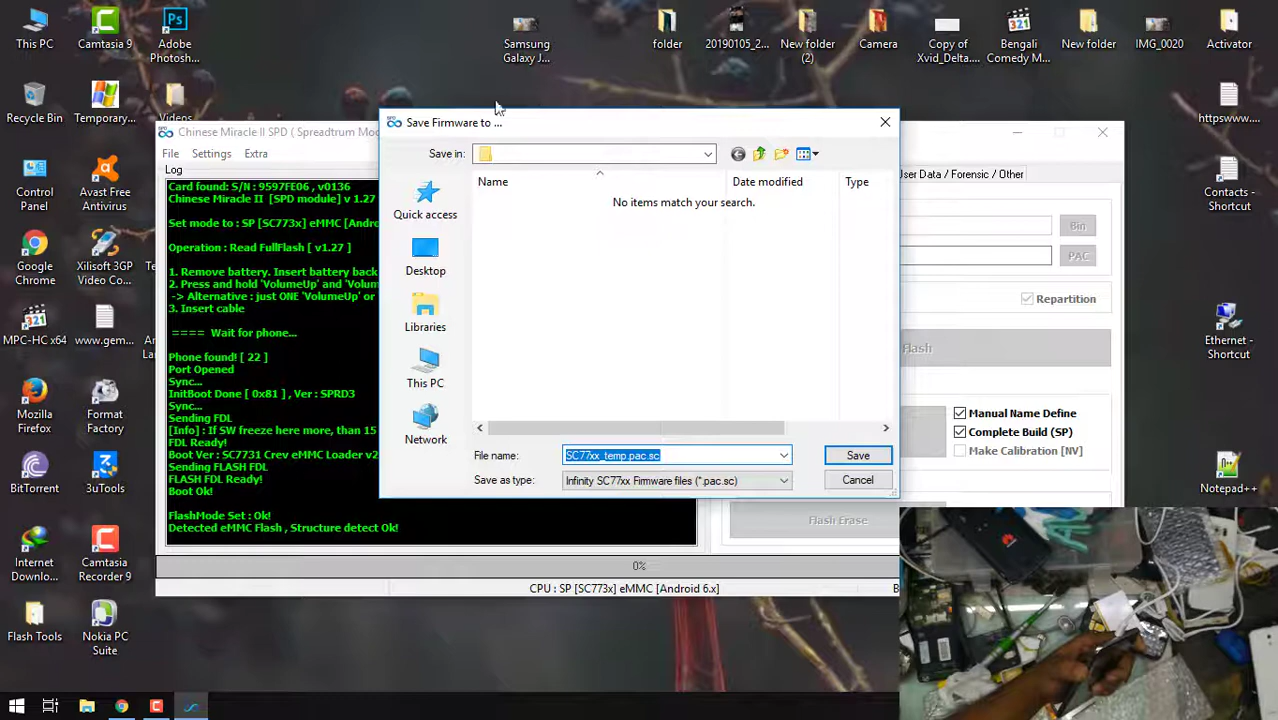 This PC
Camtasia 9
Adobe Photosh...
Samsung Galaxy J...
folder
20190105_2...
New folder (2)
Camera
Copy of Xvid_Delta....
Bengali Comedy M...
New folder
IMG_0020
Activator
Recycle Bin
Temporary...
Videos
httpswww....
Control Panel
Avast Free Antivirus
Contacts - Shortcut
Google Chrome
Xilisoft 3GP Video Co...
MPC-HC x64
www.gem...
Ethernet - Shortcut
Mozilla Firefox
Format Factory
BitTorrent
3uTools
Notepad++
Internet Downlo...
Camtasia Recorder 9
Flash Tools
Nokia PC Suite
SPD
Chinese Miracle II SPD ( Spreadtrum Mo
File
Settings
Extra
Log
Card found: S/N : 9597FE06 , v0136
Chinese Miracle II [SPD module] v 1.27
Set mode to : SP [SC773x] eMMC [Andro
Operation : Read FullFlash [ v1.27 ]
1. Remove battery. Insert battery back
2. Press and hold 'VolumeUp' and 'Volum
-> Alternative : just ONE 'VolumeUp' or
3. Insert cable
==== Wait for phone...
Phone found! [ 22 ]
Port Opened
Sync...
InitBoot Done [ 0x81 ] , Ver : SPRD3
Sync...
Sending FDL
[Info] : If SW freeze here more, than 15
FDL Ready!
Boot Ver : SC7731 Crev eMMC Loader v2
Sending FLASH FDL
FLASH FDL Ready!
Boot Ok!
FlashMode Set : Ok!
Detected eMMC Flash , Structure detect Ok!
SPD
Save Firmware to ...
Save in:
Name
Date modified
Type
No items match your search.
Quick access
Desktop
Libraries
This PC
Network
File name:
SC77xx_temp.pac.sc
Save
Save as type:
Infinity SC77xx Firmware files (*.pac.sc)
Cancel
User Data / Forensic / Other
Bin
PAC
Repartition
Flash
Manual Name Define
Complete Build (SP)
Make Calibration [NV]
Flash Erase
0%
CPU : SP [SC773x] eMMC [Android 6.x]